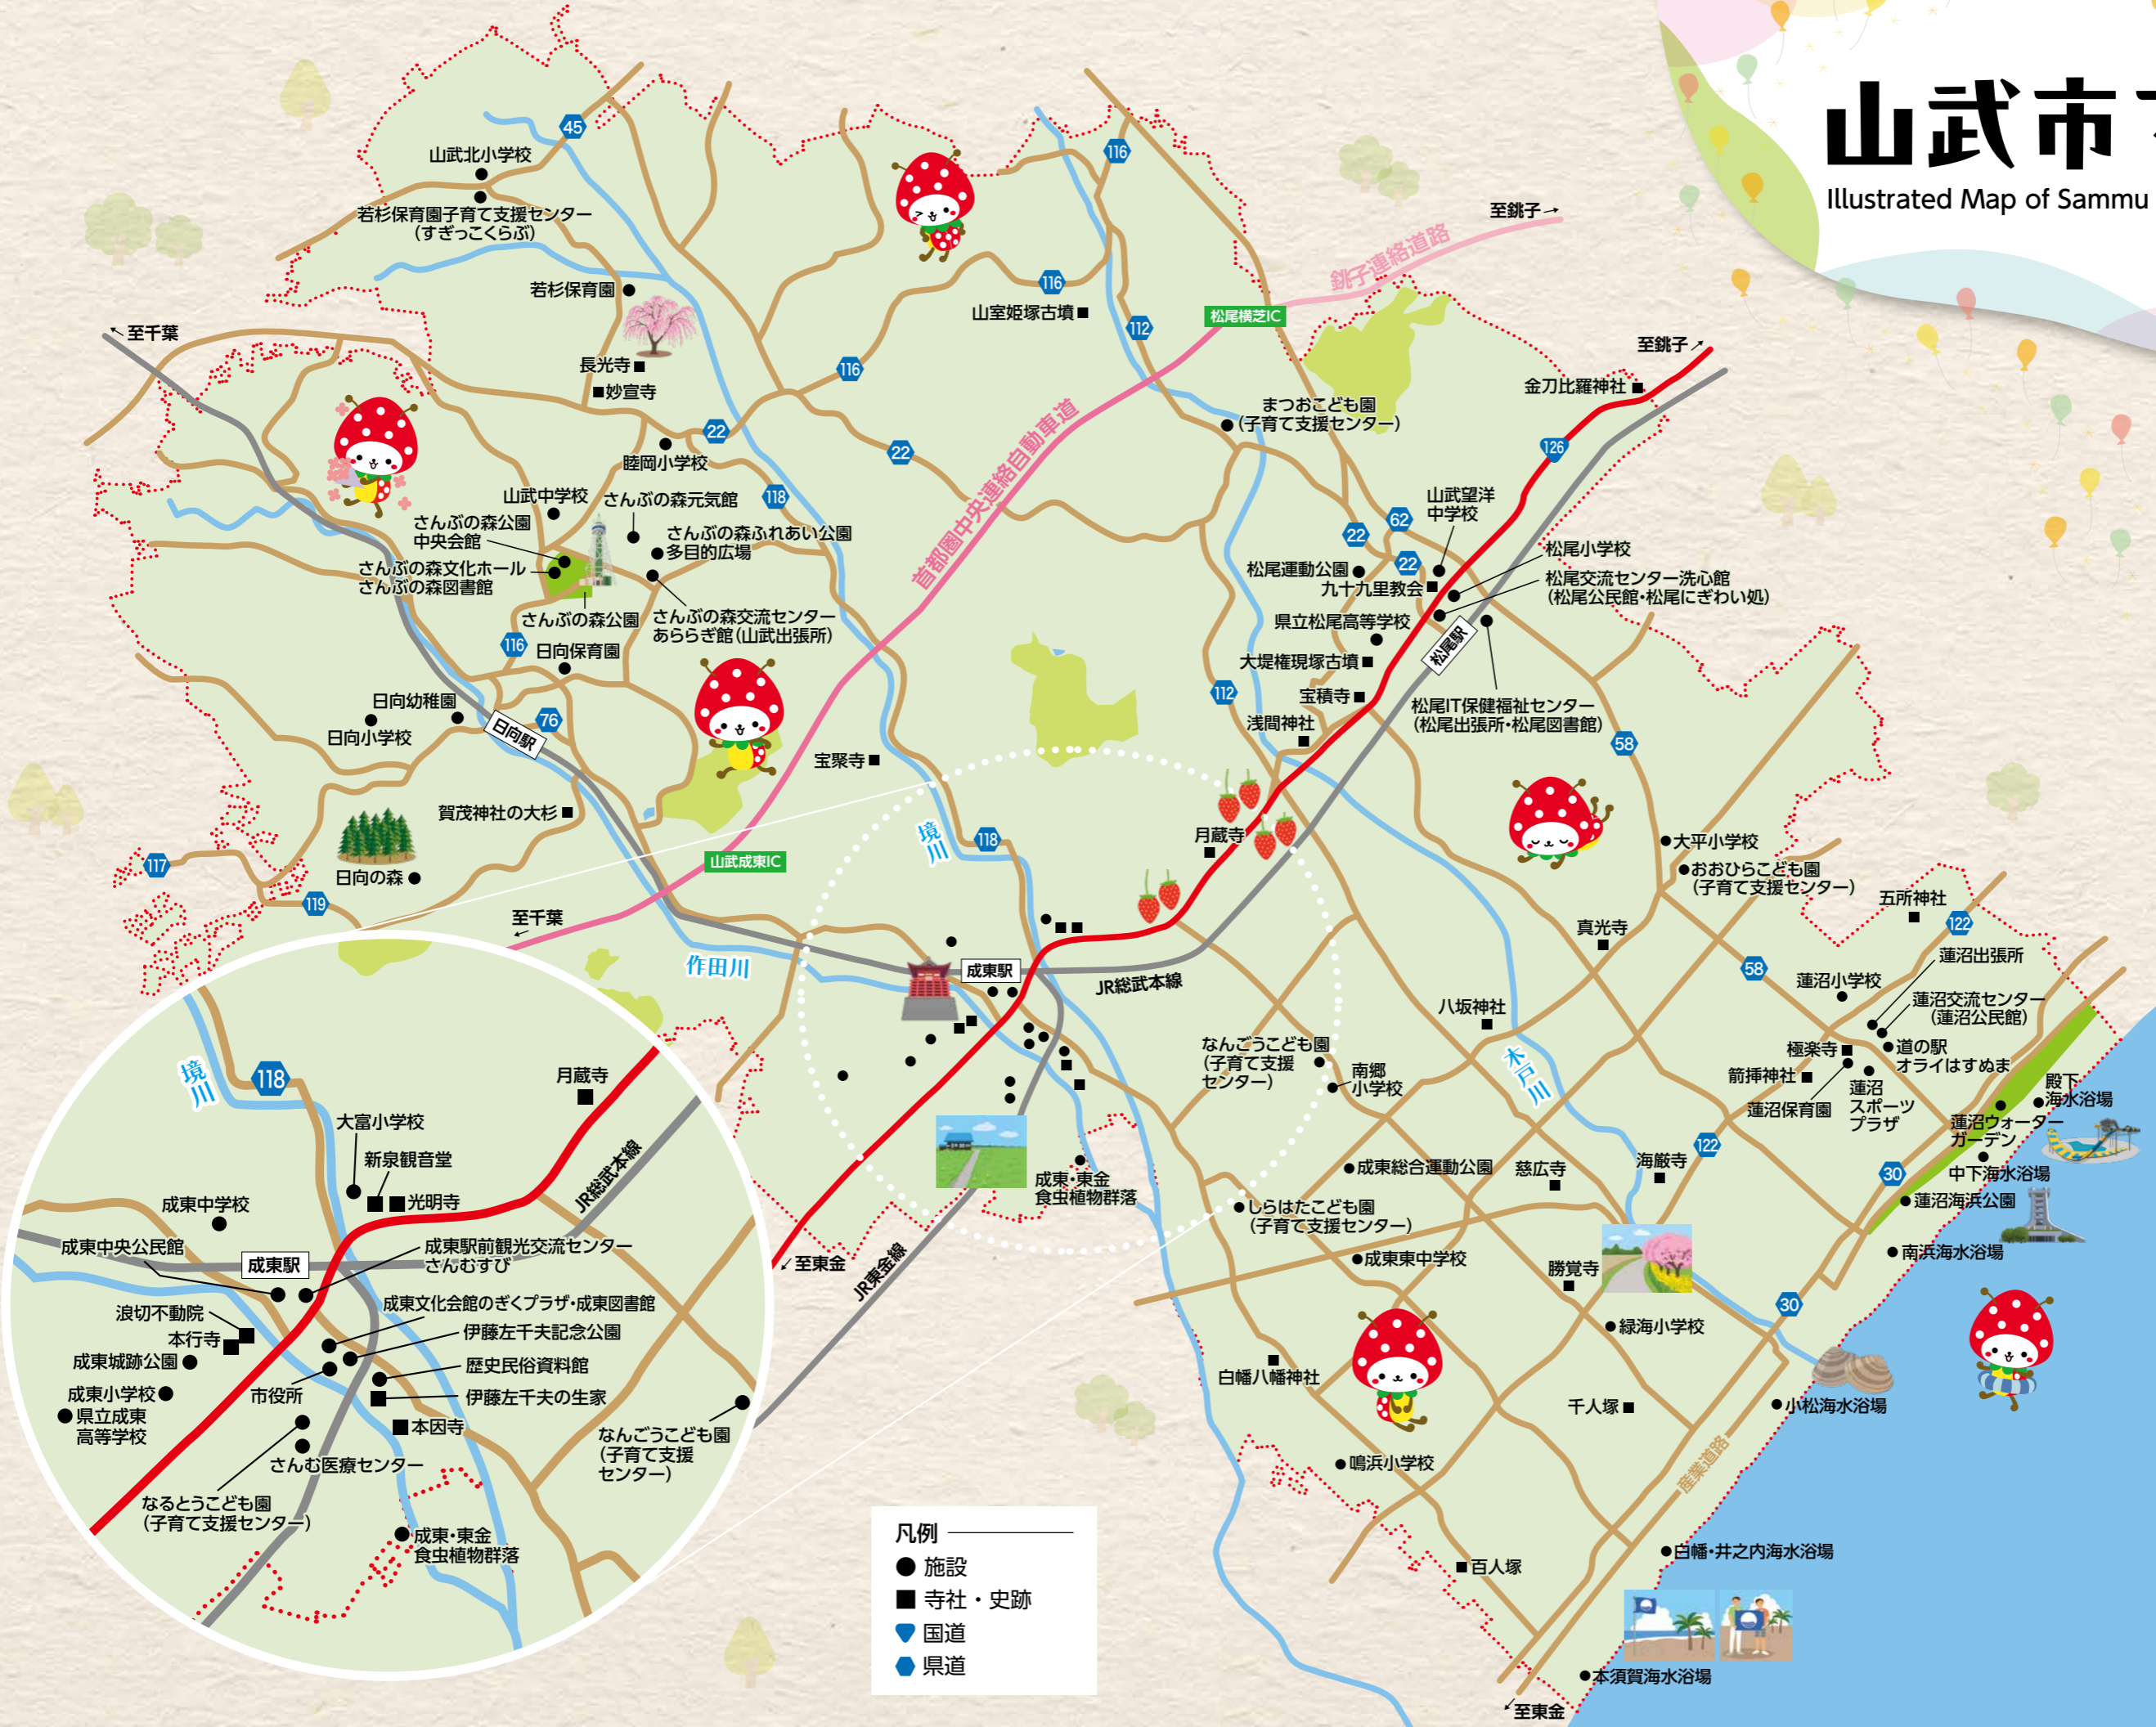 山武市
Illustrated Map of Sammu
45
山武北小学校
若杉保育園子育て支援センター
(すぎっこくらぶ)
116
至銚子→
銚子連絡道路
若杉保育園
116
山室姫塚古墳
松尾横芝IC
112
←至千葉
至銚子→
長光寺
妙宣寺
116
金刀比羅神社
まつおこども園
(子育て支援センター)
22
22
126
睦岡小学校
首都圏中央連絡自動車道
山武中学校
さんぶの森元気館
118
山武望洋
中学校
さんぶの森公園
中央会館
さんぶの森ふれあい公園
多目的広場
62
22
22
松尾小学校
さんぶの森文化ホール
さんぶの森図書館
松尾運動公園
九十九里教会
松尾交流センター洗心館
(松尾公民館・松尾にぎわい処)
さんぶの森公園
さんぶの森交流センター
あららぎ館(山武出張所)
県立松尾高等学校
116
日向保育園
松尾駅
大堤権現塚古墳
日向幼稚園
112
宝積寺
松尾IT保健福祉センター
(松尾出張所・松尾図書館)
日向小学校
76
日向駅
浅間神社
58
宝聚寺
賀茂神社の大杉
境川
118
月蔵寺
大平小学校
山武成東IC
117
日向の森
おおひらこども園
(子育て支援センター)
119
五所神社
至千葉
←
122
真光寺
作田川
成東駅
JR総武本線
58
蓮沼出張所
蓮沼小学校
蓮沼交流センター
(蓮沼公民館)
八坂神社
なんごうこども園
(子育て支援
センター)
南郷
小学校
木戸川
極楽寺
道の駅
オライはすぬま
箭挿神社
蓮沼保育園
蓮沼
スポーツ
プラザ
殿下
海水浴場
蓮沼ウォーター
ガーデン
122
成東・東金
食虫植物群落
成東総合運動公園
慈広寺
海厳寺
30
中下海水浴場
しらはたこども園
(子育て支援センター)
蓮沼海浜公園
至東金
JR東金線
成東東中学校
勝覚寺
南浜海水浴場
30
緑海小学校
白幡八幡神社
千人塚
小松海水浴場
鳴浜小学校
産業道路
百人塚
白幡・井之内海水浴場
本須賀海水浴場
至東金
境川
118
月蔵寺
大富小学校
新泉観音堂
光明寺
JR総武本線
成東中学校
成東中央公民館
成東駅
成東駅前観光交流センター
さんむすび
浪切不動院
成東文化会館のぎくプラザ・成東図書館
本行寺
伊藤左千夫記念公園
成東城跡公園
歴史民俗資料館
成東小学校
市役所
伊藤左千夫の生家
県立成東
高等学校
本因寺
なんごうこども園
(子育て支援
センター)
さんむ医療センター
なるとうこども園
(子育て支援センター)
成東・東金
食虫植物群落
凡例
施設
寺社・史跡
国道
県道